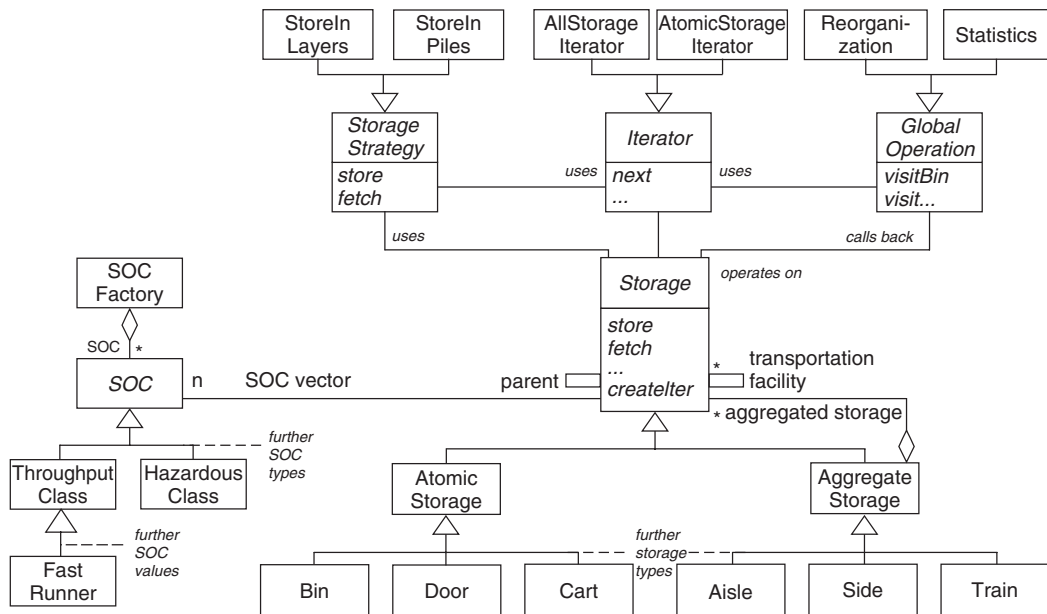 StoreIn
Layers
StoreIn
Piles
AllStorage
Iterator
AtomicStorage
Iterator
Reorgani-
zation
Statistics
Storage
Strategy
store
fetch
Iterator
next
...
Global
Operation
visitBin
visit...
uses
uses
uses
calls back
operates on
Storage
store
fetch
...
createIter
SOC
Factory
SOC
*
SOC
n
SOC vector
parent
*
transportation
facility
* aggregated storage
further
SOC
types
Throughput
Class
Hazardous
Class
Atomic
Storage
Aggregate
Storage
further
SOC
values
Fast
Runner
further
storage
types
Bin
Door
Cart
Aisle
Side
Train